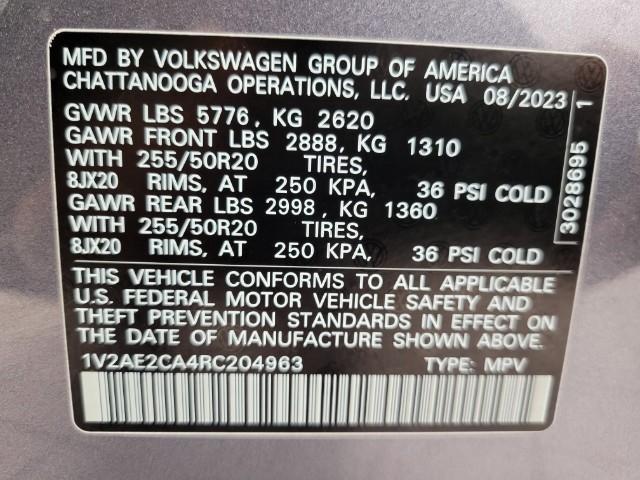 MFD BY VOLKSWAGEN GROUP OF AMERICA
CHATTANOOGA OPERATIONS, LLC, USA 08/2023
GVWR LBS 5776, KG 2620
GAWR FRONT LBS 2888, KG 1310
WITH 255/50R20 TIRES,
8JX20 RIMS, AT 250 KPA, 36 PSI COLD
GAWR REAR LBS 2998, KG 1360
WITH 255/50R20 TIRES,
8JX20 RIMS, AT 250 KPA, 36 PSI COLD
THIS VEHICLE CONFORMS TO ALL APPLICABLE
U.S. FEDERAL MOTOR VEHICLE SAFETY AND
THEFT PREVENTION STANDARDS IN EFFECT ON
THE DATE OF MANUFACTURE SHOWN ABOVE.
1V2AE2CA4RC204963 TYPE: MPV
3028695 1